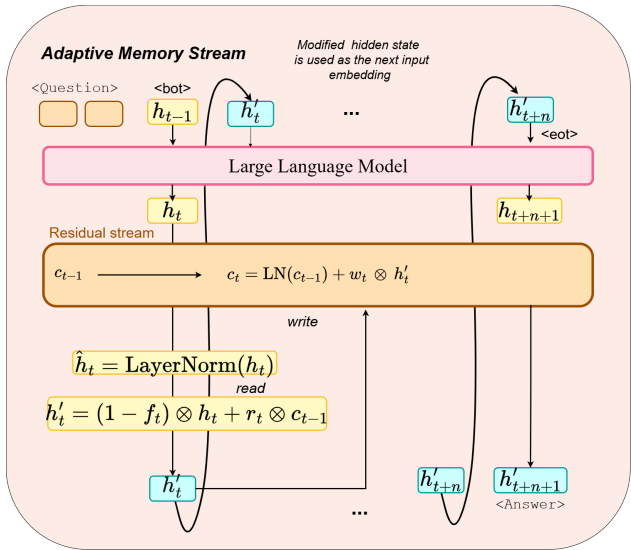 Adaptive Memory Stream
Modified hidden state
is used as the next input
embedding
<Question>
<bot>
h_{t-1}
h'_t
...
h'_{t+n}
<eot>
Large Language Model
h_t
h_{t+n+1}
Residual stream
c_{t-1}
c_t = LN(c_{t-1}) + w_t ⊗ h'_t
write
ĥ_t = LayerNorm(h_t)
read
h'_t = (1 − f_t) ⊗ h_t + r_t ⊗ c_{t-1}
h'_t
h'_{t+n}
h'_{t+n+1}
<Answer>
...